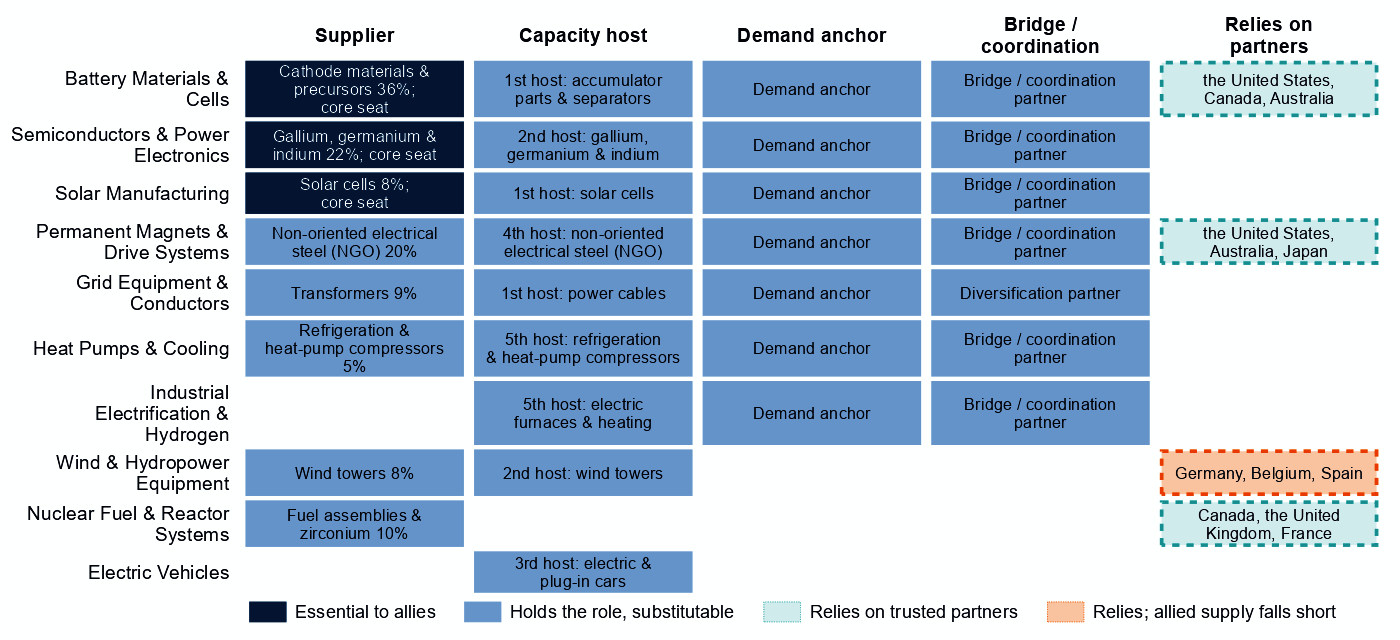 Supplier
Capacity host
Demand anchor
Bridge /
coordination
Relies on
partners
Battery Materials &
Cells
Cathode materials &
precursors 36%;
core seat
1st host: accumulator
parts & separators
Demand anchor
Bridge / coordination
partner
the United States,
Canada, Australia
Semiconductors & Power
Electronics
Gallium, germanium &
indium 22%; core seat
2nd host: gallium,
germanium & indium
Demand anchor
Bridge / coordination
partner
Solar Manufacturing
Solar cells 8%;
core seat
1st host: solar cells
Demand anchor
Bridge / coordination
partner
Permanent Magnets &
Drive Systems
Non-oriented electrical
steel (NGO) 20%
4th host: non-oriented
electrical steel (NGO)
Demand anchor
Bridge / coordination
partner
the United States,
Australia, Japan
Grid Equipment &
Conductors
Transformers 9%
1st host: power cables
Demand anchor
Diversification partner
Heat Pumps & Cooling
Refrigeration &
heat-pump compressors
5%
5th host: refrigeration
& heat-pump compressors
Demand anchor
Bridge / coordination
partner
Industrial
Electrification &
Hydrogen
5th host: electric
furnaces & heating
Demand anchor
Bridge / coordination
partner
Wind & Hydropower
Equipment
Wind towers 8%
2nd host: wind towers
Germany, Belgium, Spain
Nuclear Fuel & Reactor
Systems
Fuel assemblies &
zirconium 10%
Canada, the United
Kingdom, France
Electric Vehicles
3rd host: electric &
plug-in cars
Essential to allies
Holds the role, substitutable
Relies on trusted partners
Relies; allied supply falls short